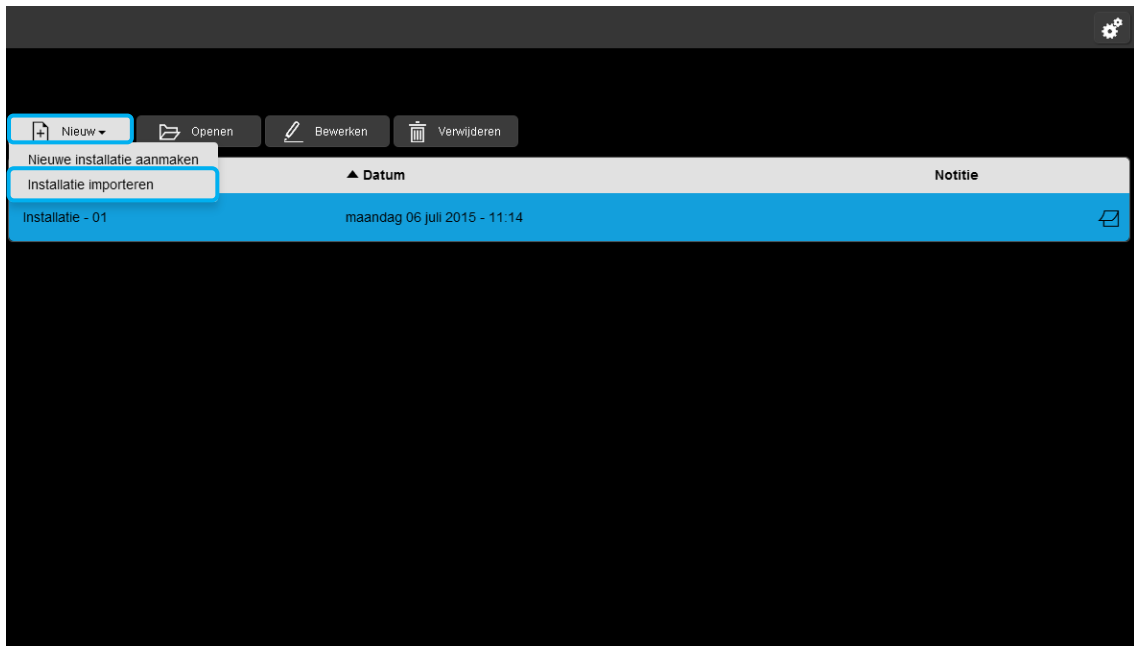 Nieuw Openen Bewerken Verwijderen
Nieuwe installatie aanmaken
Installatie importeren
Datum Notitie
Installatie - 01 maandag 06 juli 2015 - 11:14